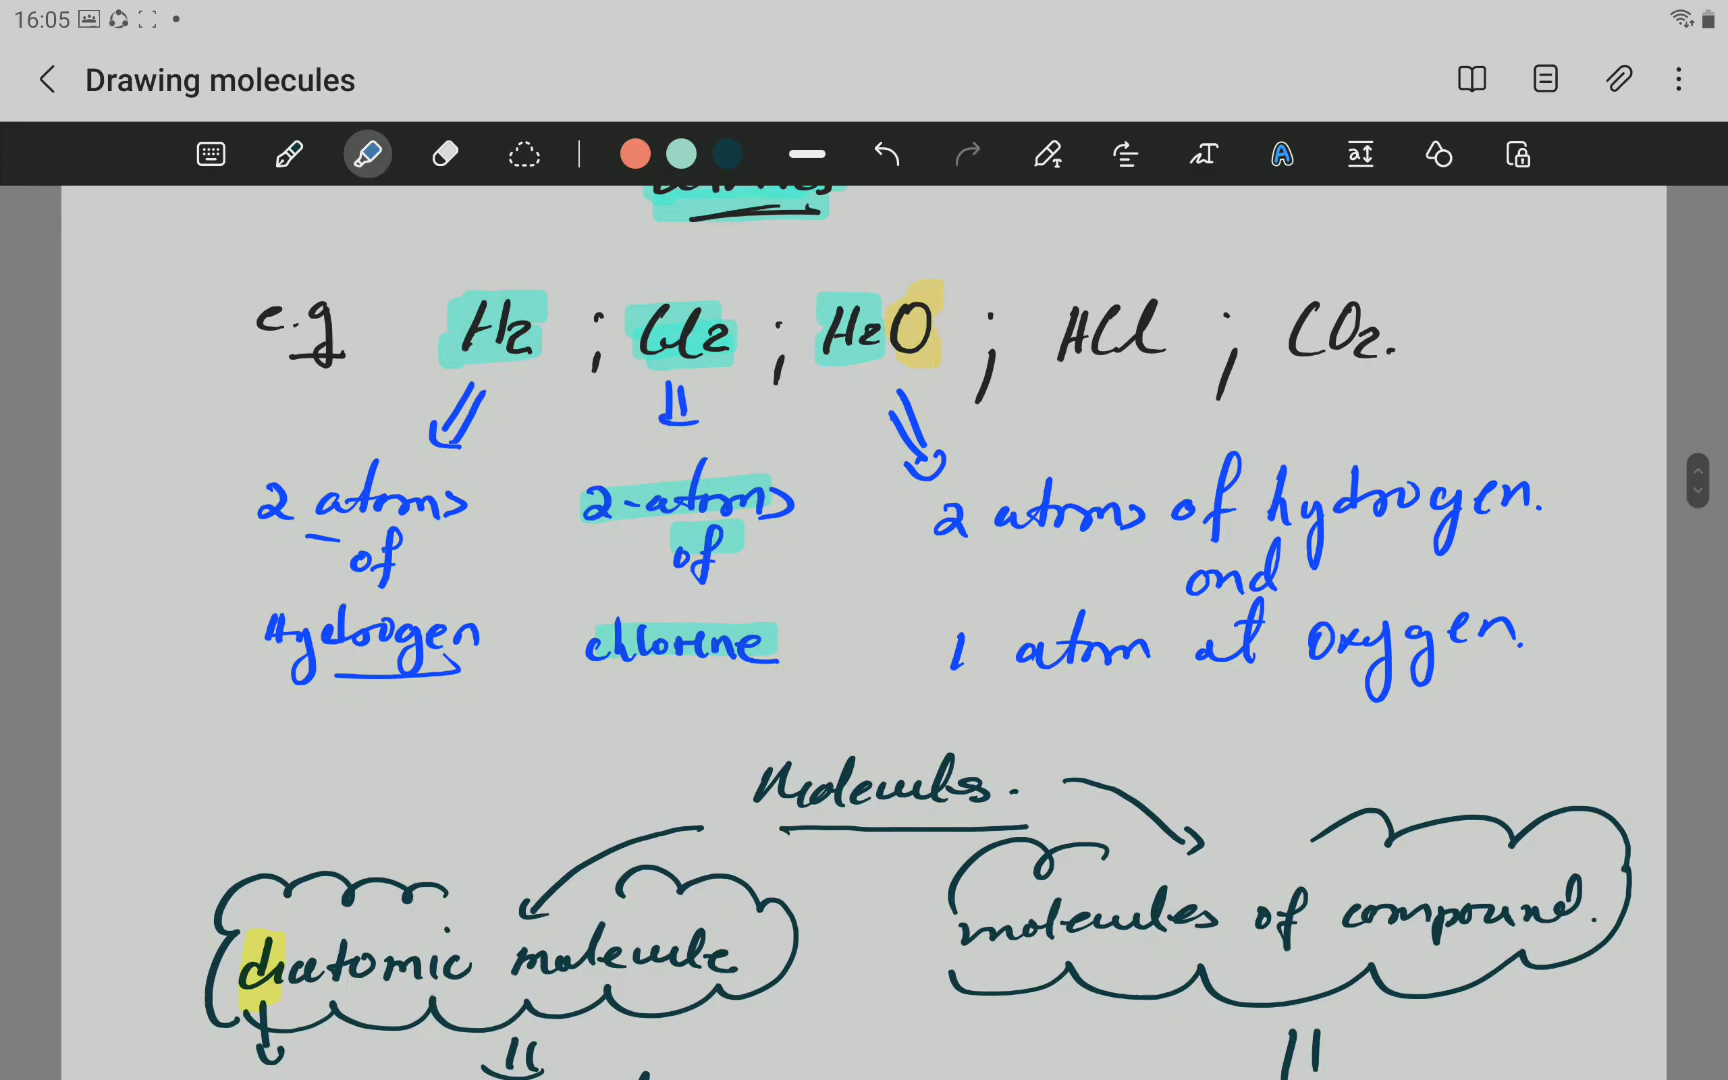 16:05
Drawing molecules
e.g H2 ; Cl2 ; H2O ; HCl ; CO2.
2 atoms of Hydrogen
2-atoms of chlorine
2 atoms of hydrogen.
and
1 atom at oxygen.
Molecules.
diatomic molecule
molecules of compound.